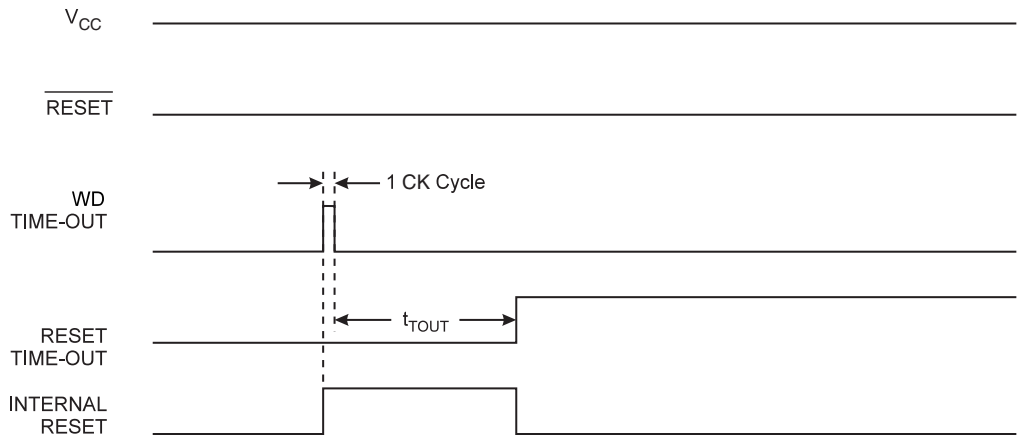 VCC
RESET
1 CK Cycle
WD
TIME-OUT
tTOUT
RESET
TIME-OUT
INTERNAL
RESET